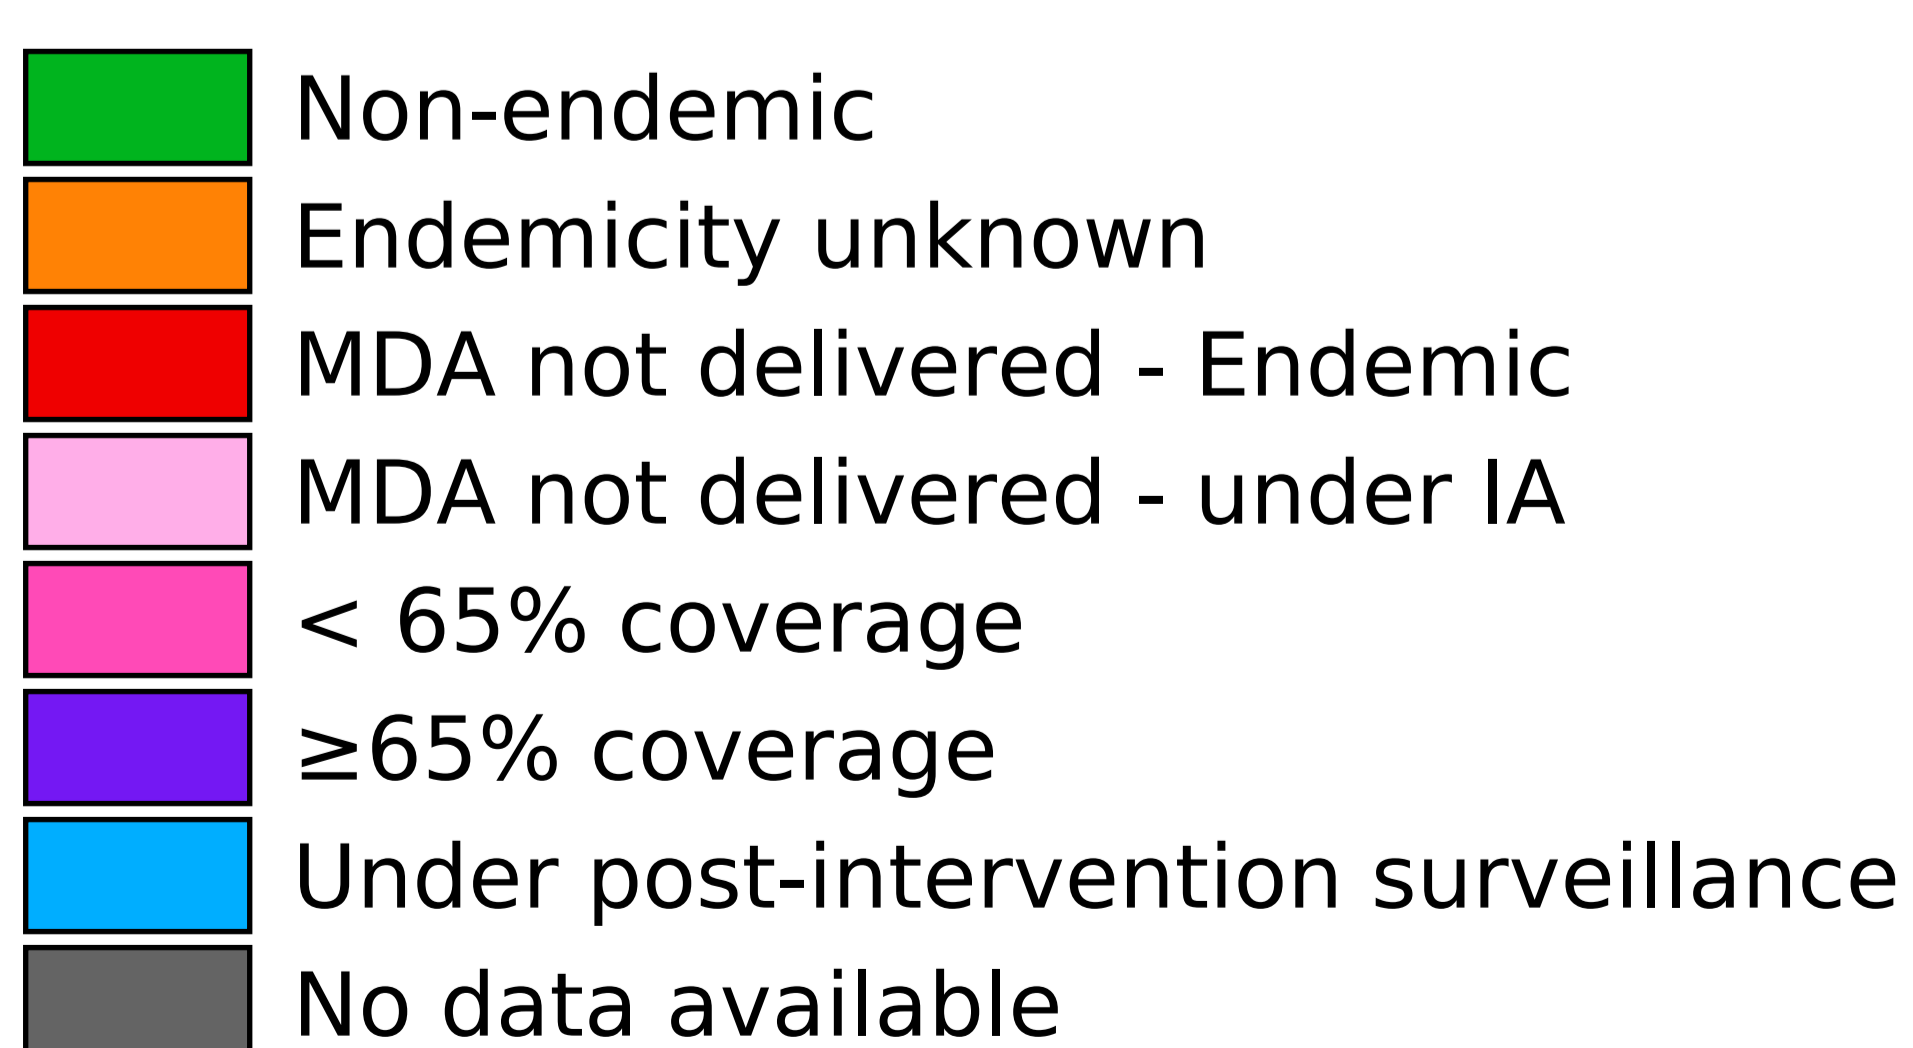 Non-endemic
Endemicity unknown
MDA not delivered - Endemic
MDA not delivered - under IA
< 65% coverage
≥65% coverage
Under post-intervention surveillance
No data available